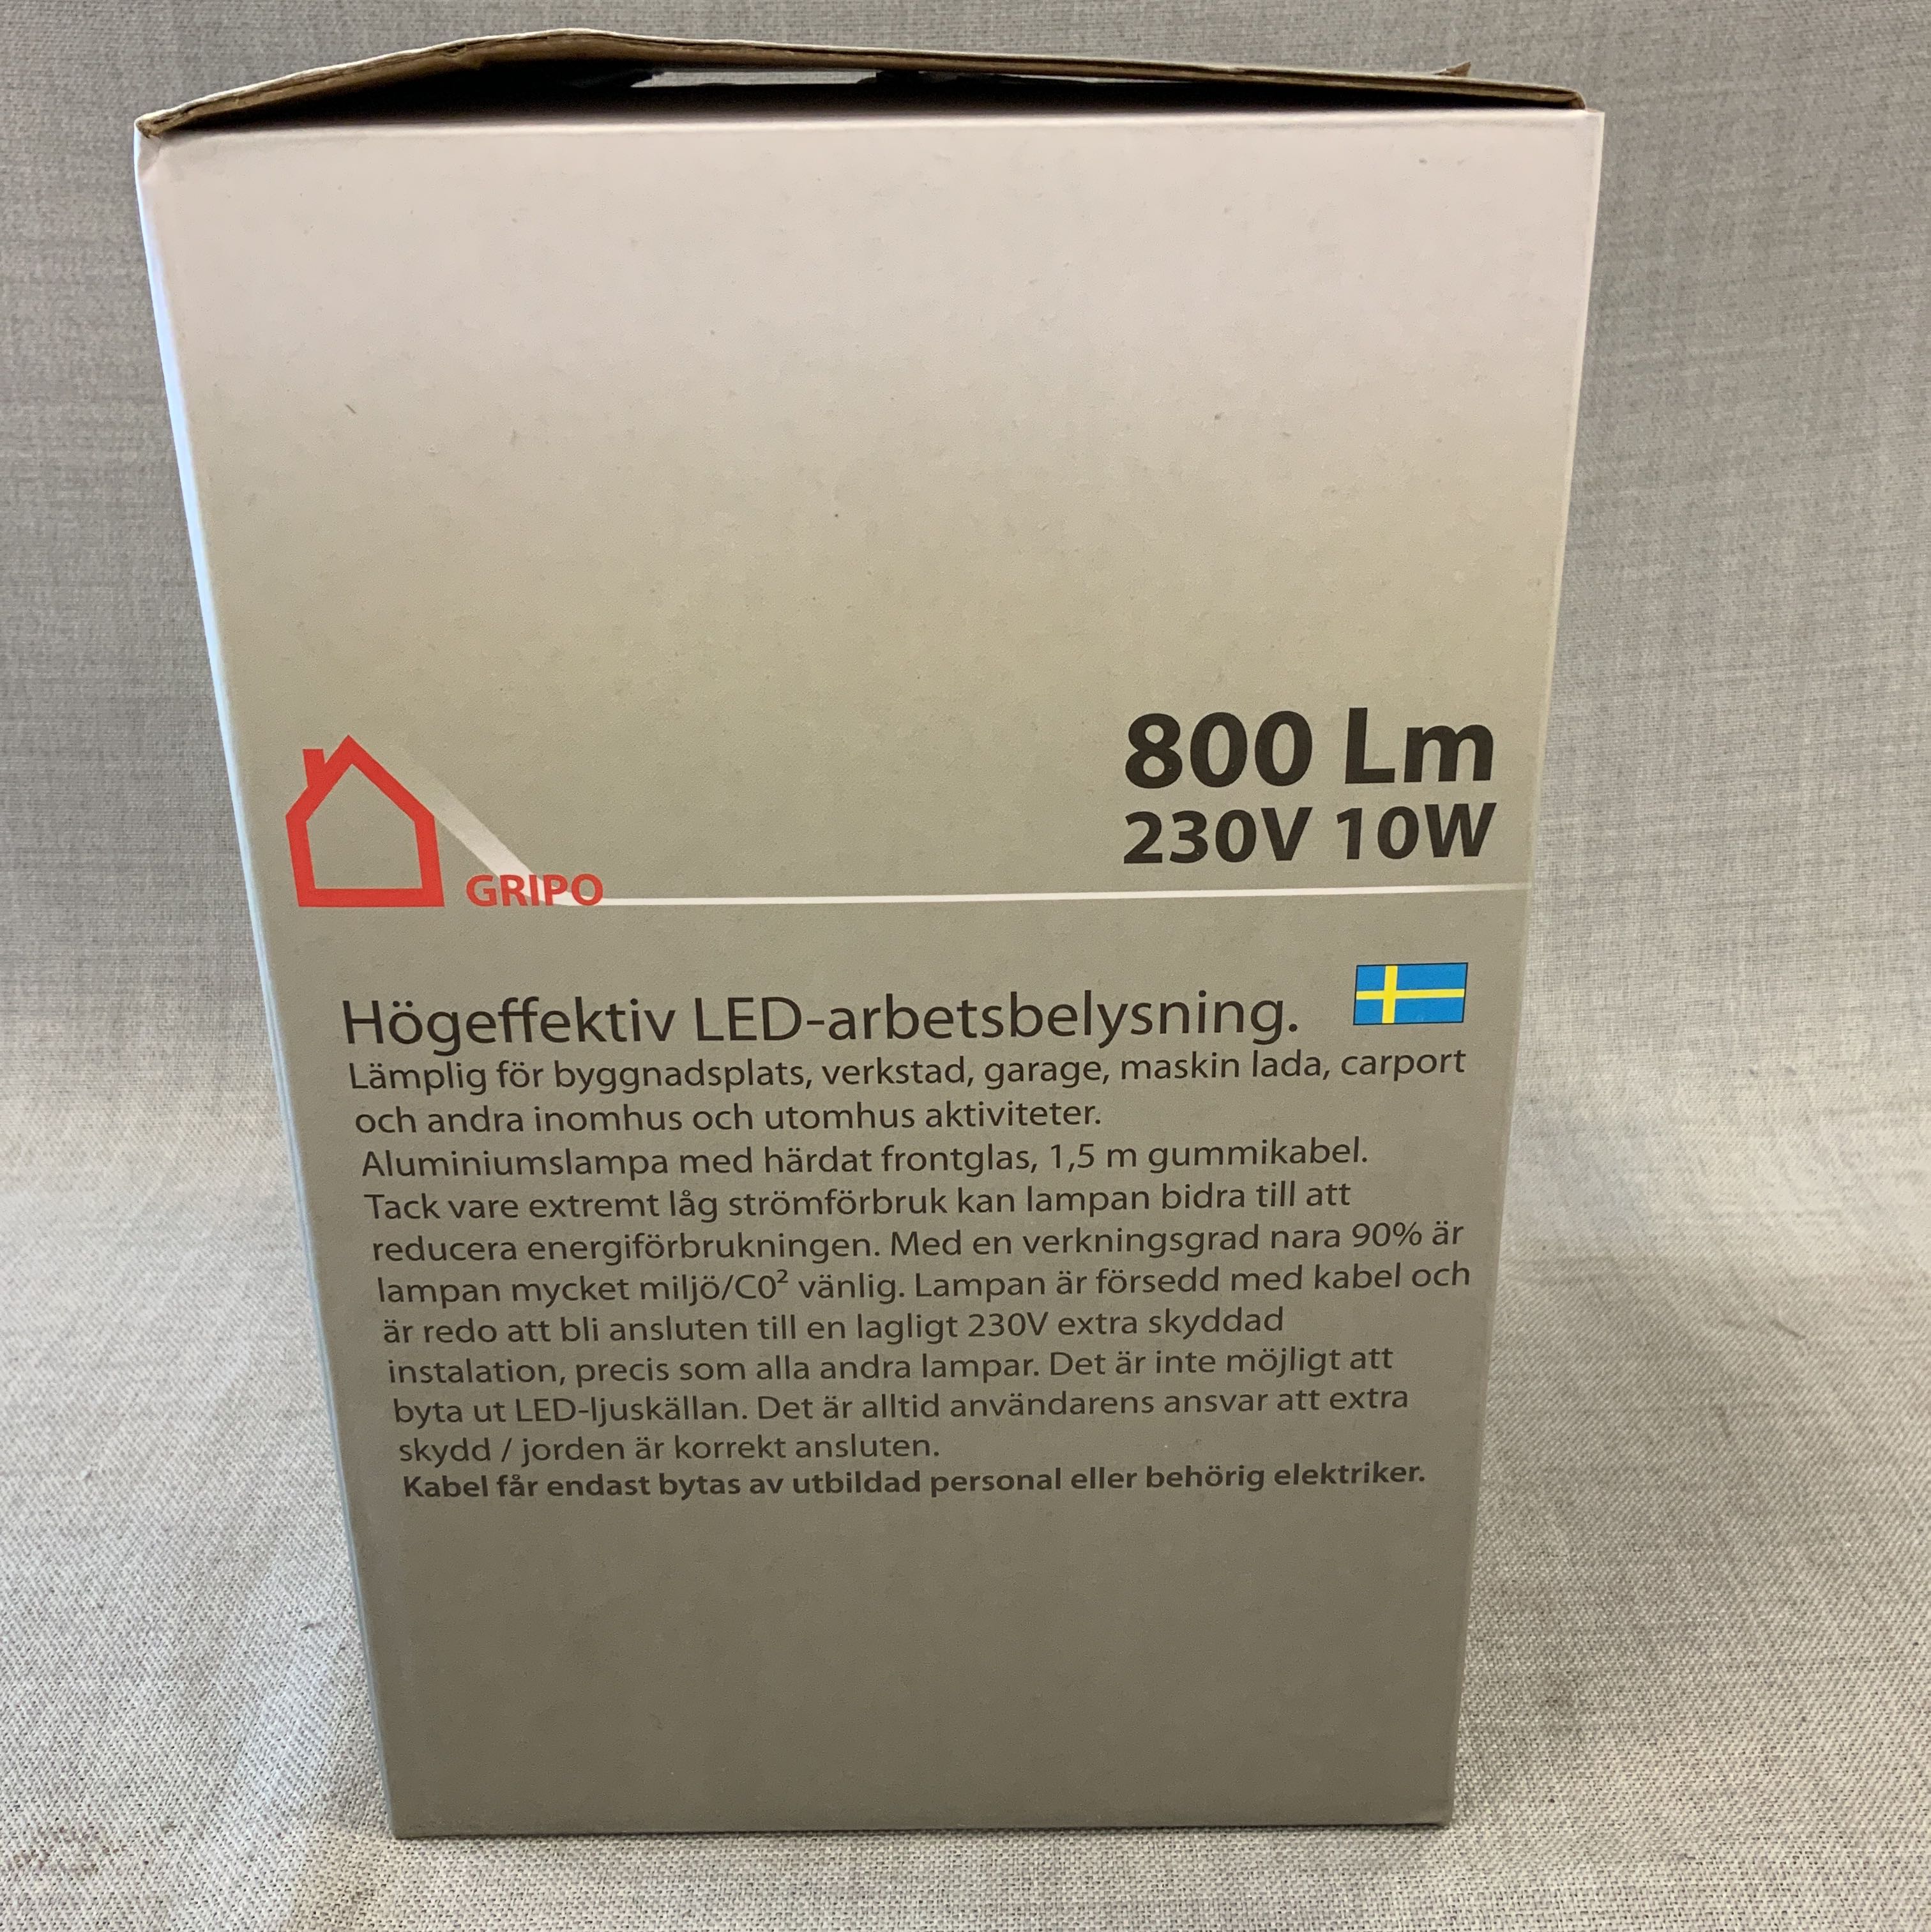 800 Lm
230V 10W
GRIPO
Högeffektiv LED-arbetsbelysning.
Lämplig för byggnadsplats, verkstad, garage, maskin lada, carport
och andra inomhus och utomhus aktiviteter.
Aluminiumslampa med härdat frontglas, 1,5 m gummikabel.
Tack vare extremt låg strömförbruk kan lampan bidra till att
reducera energiförbrukningen. Med en verkningsgrad nara 90% är
lampan mycket miljö/C0² vänlig. Lampan är försedd med kabel och
är redo att bli ansluten till en lagligt 230V extra skyddad
instalation, precis som alla andra lampar. Det är inte möjligt att
byta ut LED-ljuskällan. Det är alltid användarens ansvar att extra
skydd / jorden är korrekt ansluten.
Kabel får endast bytas av utbildad personal eller behörig elektriker.